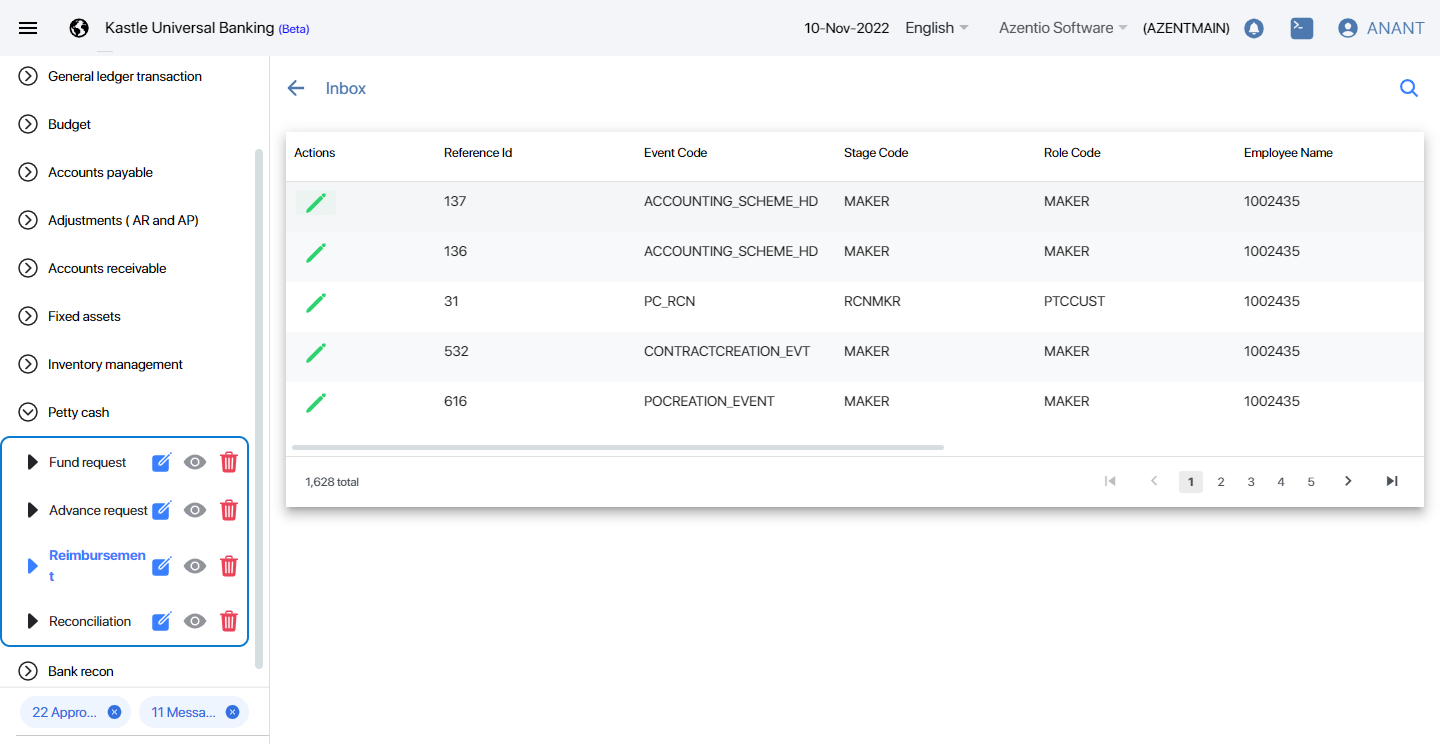 Kastle Universal Banking (Beta)
10-Nov-2022 English Azentio Software (AZENTMAIN) ANANT
General ledger transaction
Budget
Accounts payable
Adjustments ( AR and AP)
Accounts receivable
Fixed assets
Inventory management
Petty cash
Fund request
Advance request
Reimbursemen
t
Reconciliation
Bank recon
22 Appro...
11 Messa...
Inbox
Actions Reference Id Event Code Stage Code Role Code Employee Name
137 ACCOUNTING_SCHEME_HD MAKER MAKER 1002435
136 ACCOUNTING_SCHEME_HD MAKER MAKER 1002435
31 PC_RCN RCNMKR PTCCUST 1002435
532 CONTRACTCREATION_EVT MAKER MAKER 1002435
616 POCREATION_EVENT MAKER MAKER 1002435
1,628 total 1 2 3 4 5